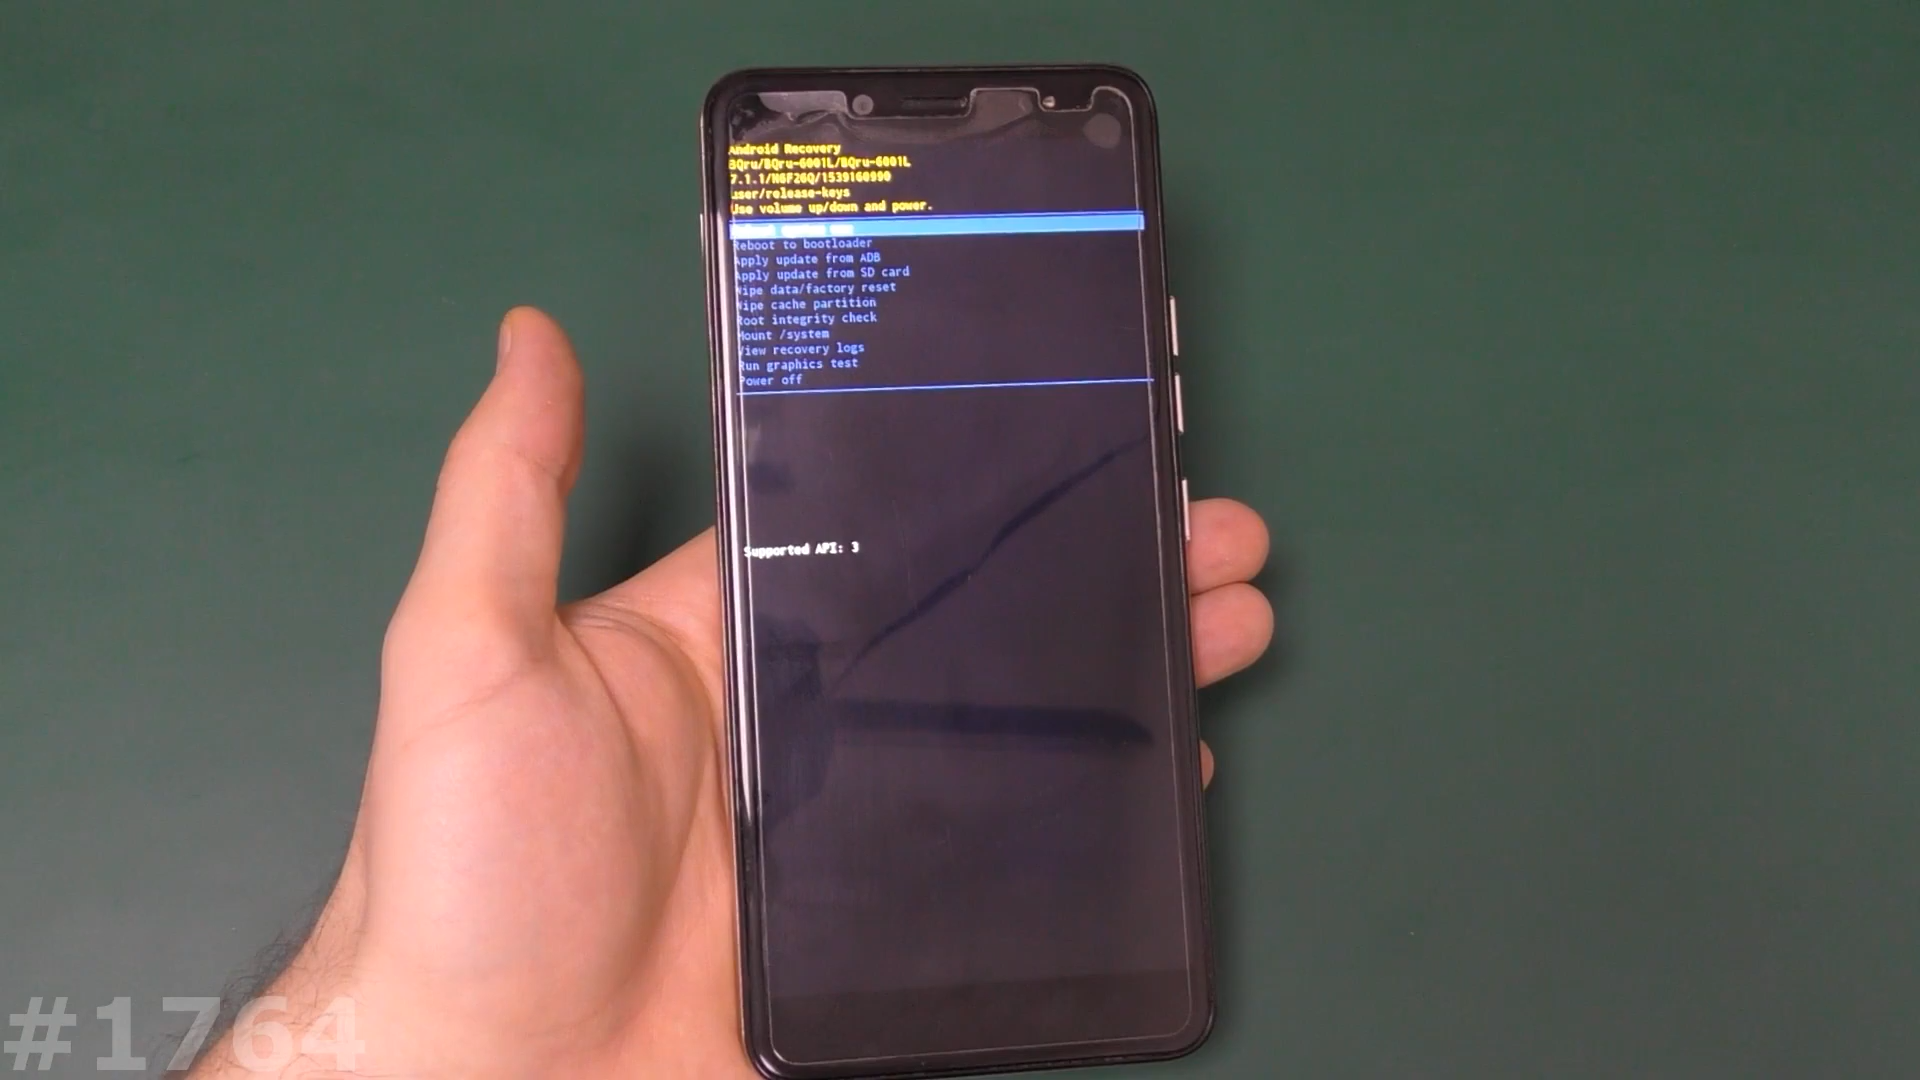 Android Recovery
BQru/BQru-6001L/BQru-6001L
7.1.1/N6F26Q/1539160990
user/release-keys
Use volume up/down and power.
Reboot system now
Reboot to bootloader
Apply update from ADB
Apply update from SD card
Wipe data/factory reset
Wipe cache partition
Root integrity check
Mount /system
View recovery logs
Run graphics test
Power off
Supported API: 3
#1764